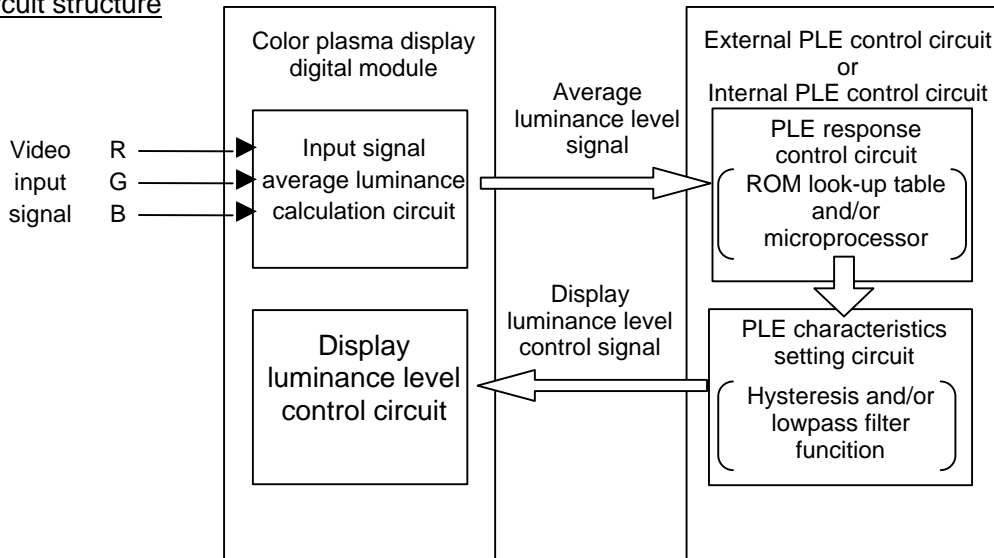 cuit structure
Color plasma display
digital module
Video R
input G
signal B
Input signal
average luminance
calculation circuit
Average
luminance level
signal
External PLE control circuit
or
Internal PLE control circuit
PLE response
control circuit
ROM look-up table
and/or
microprocessor
Display
luminance level
control signal
Display
luminance level
control circuit
PLE characteristics
setting circuit
Hysteresis and/or
lowpass filter
funcition